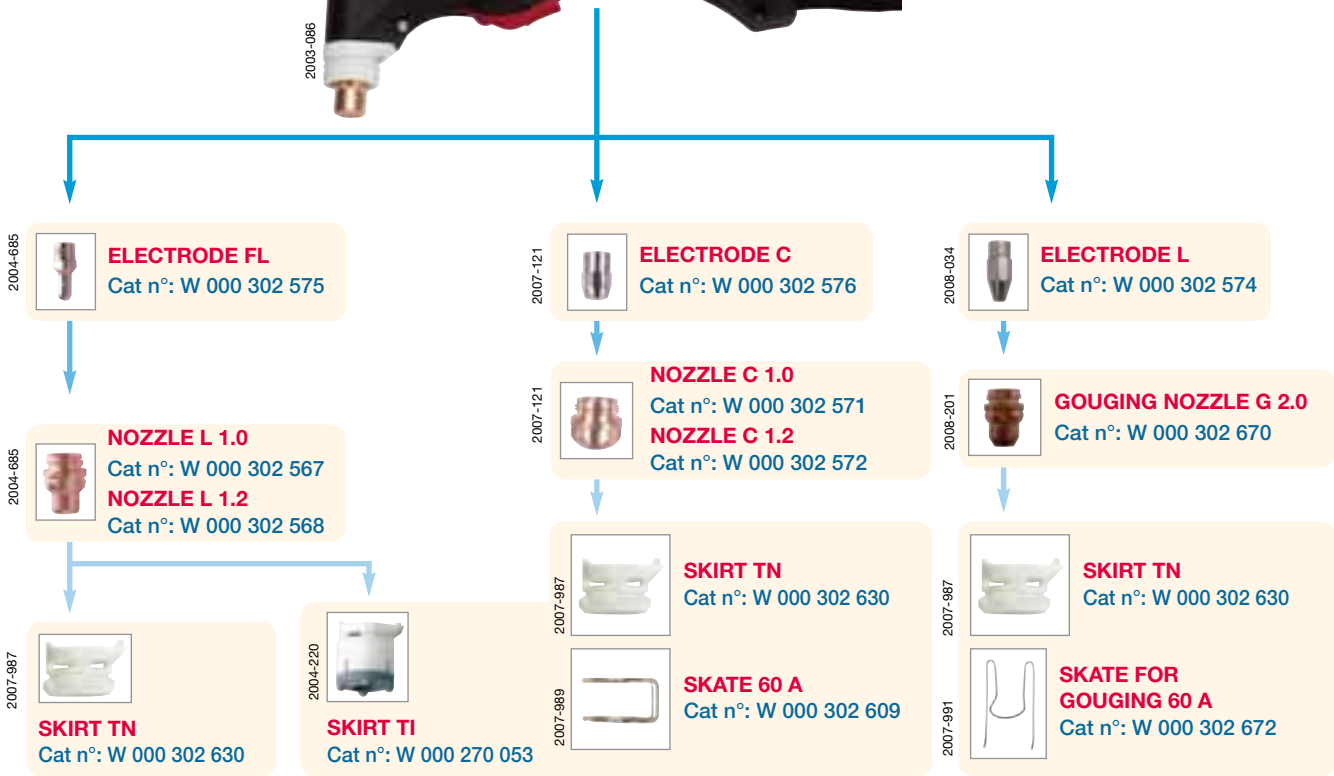 2003-086
2004-685
ELECTRODE FL
Cat n°: W 000 302 575
2007-121
ELECTRODE C
Cat n°: W 000 302 576
2008-034
ELECTRODE L
Cat n°: W 000 302 574
2004-685
NOZZLE L 1.0
Cat n°: W 000 302 567
NOZZLE L 1.2
Cat n°: W 000 302 568
2007-121
NOZZLE C 1.0
Cat n°: W 000 302 571
NOZZLE C 1.2
Cat n°: W 000 302 572
2008-201
GOUGING NOZZLE G 2.0
Cat n°: W 000 302 670
2007-987
SKIRT TN
Cat n°: W 000 302 630
2004-220
SKIRT TI
Cat n°: W 000 270 053
2007-987
SKIRT TN
Cat n°: W 000 302 630
2007-989
SKATE 60 A
Cat n°: W 000 302 609
2007-987
SKIRT TN
Cat n°: W 000 302 630
2007-991
SKATE FOR
GOUGING 60 A
Cat n°: W 000 302 672